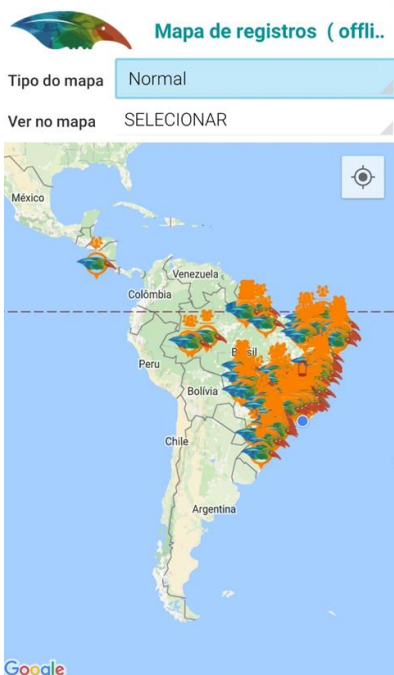 Mapa de registros ( offli..
Tipo do mapa Normal
Ver no mapa SELECIONAR
México
Venezuela
Colômbia
Brasil
Peru
Bolívia
Chile
Argentina
Google